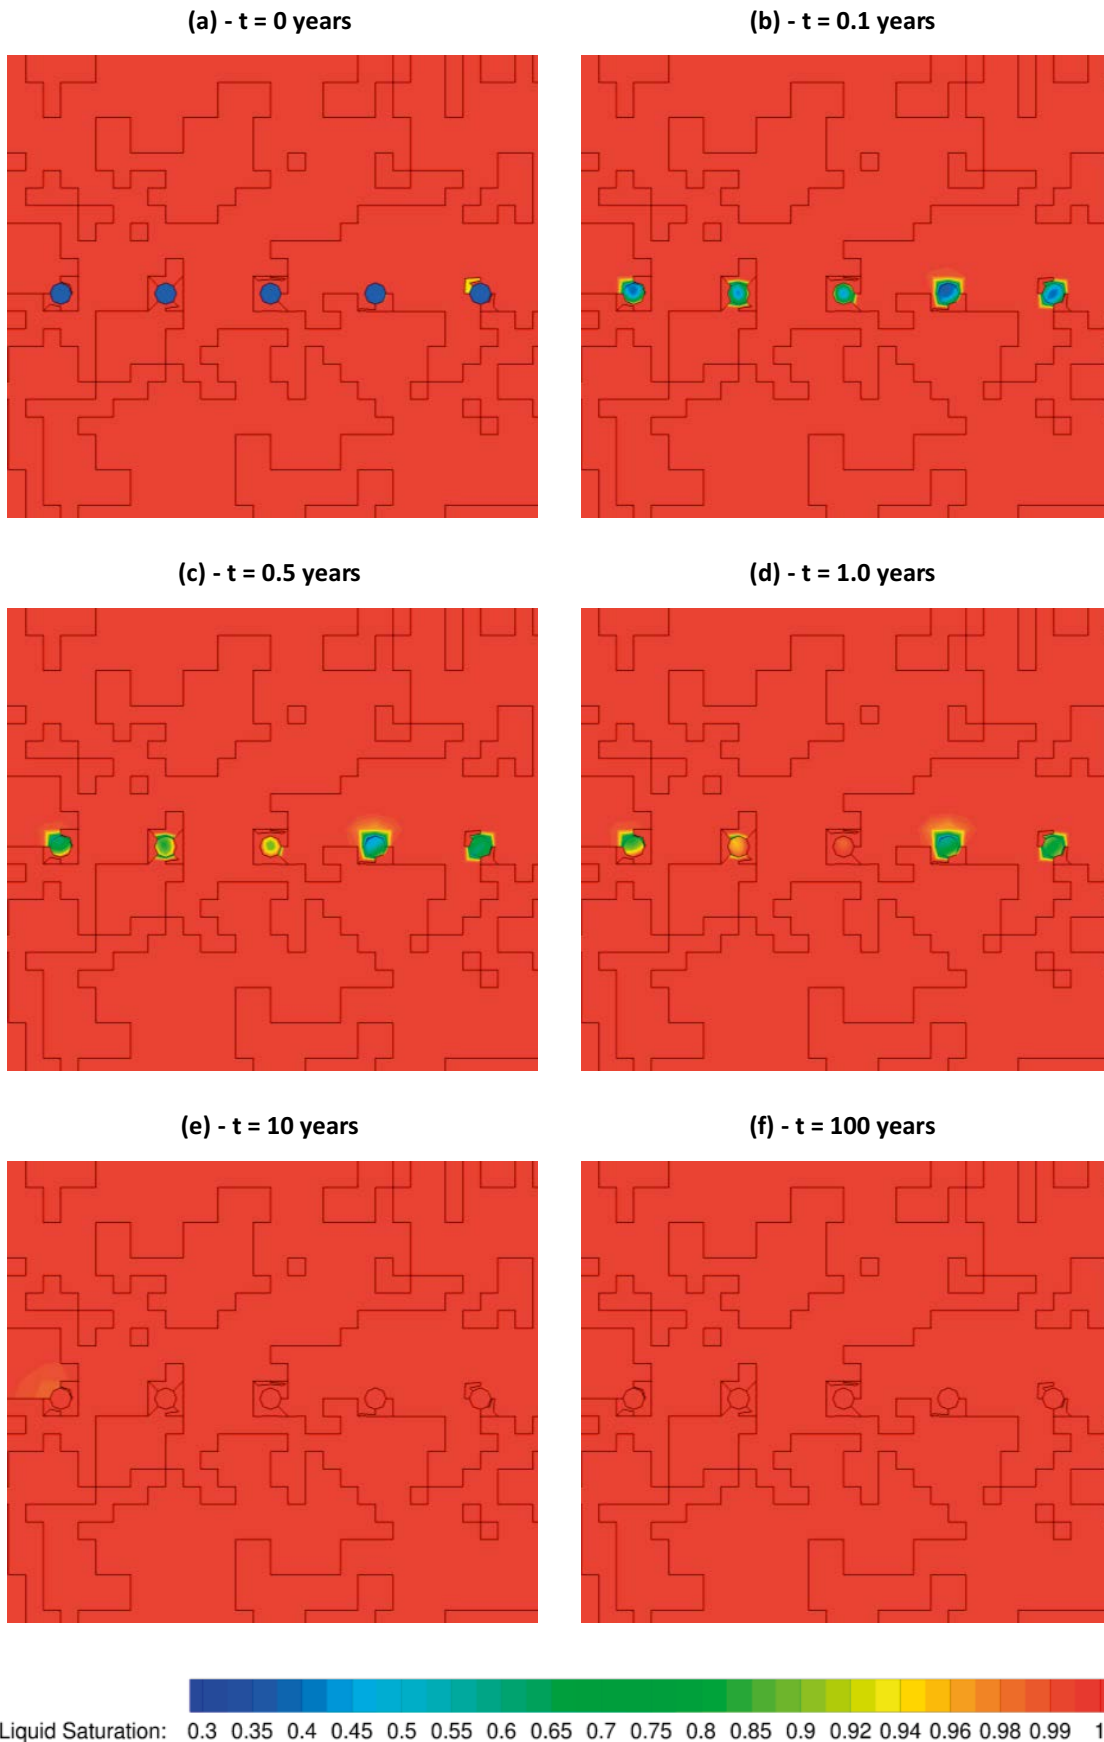 (a) - t = 0 years
(b) - t = 0.1 years
(c) - t = 0.5 years
(d) - t = 1.0 years
(e) - t = 10 years
(f) - t = 100 years
Liquid Saturation: 0.3 0.35 0.4 0.45 0.5 0.55 0.6 0.65 0.7 0.75 0.8 0.85 0.9 0.92 0.94 0.96 0.98 0.99 1